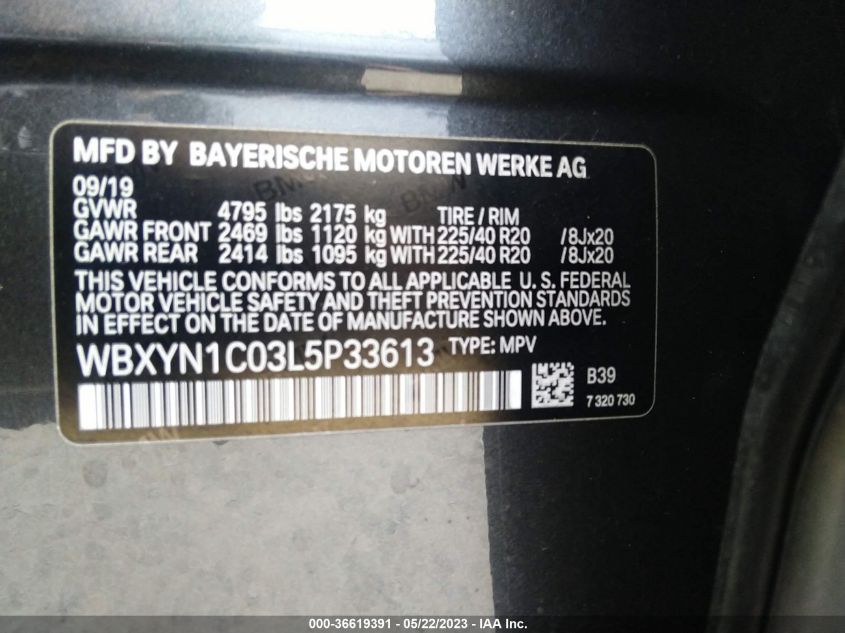 MFD BY BAYERISCHE MOTOREN WERKE AG
09/19
GVWR 4795 lbs 2175 kg TIRE / RIM
GAWR FRONT 2469 lbs 1120 kg WITH 225/40 R20 /8Jx20
GAWR REAR 2414 lbs 1095 kg WITH 225/40 R20 /8Jx20
THIS VEHICLE CONFORMS TO ALL APPLICABLE U. S. FEDERAL
MOTOR VEHICLE SAFETY AND THEFT PREVENTION STANDARDS
IN EFFECT ON THE DATE OF MANUFACTURE SHOWN ABOVE.
WBXYN1C03L5P33613 TYPE: MPV
B39
7 320 730
000-36619391 - 05/22/2023 - IAA Inc.